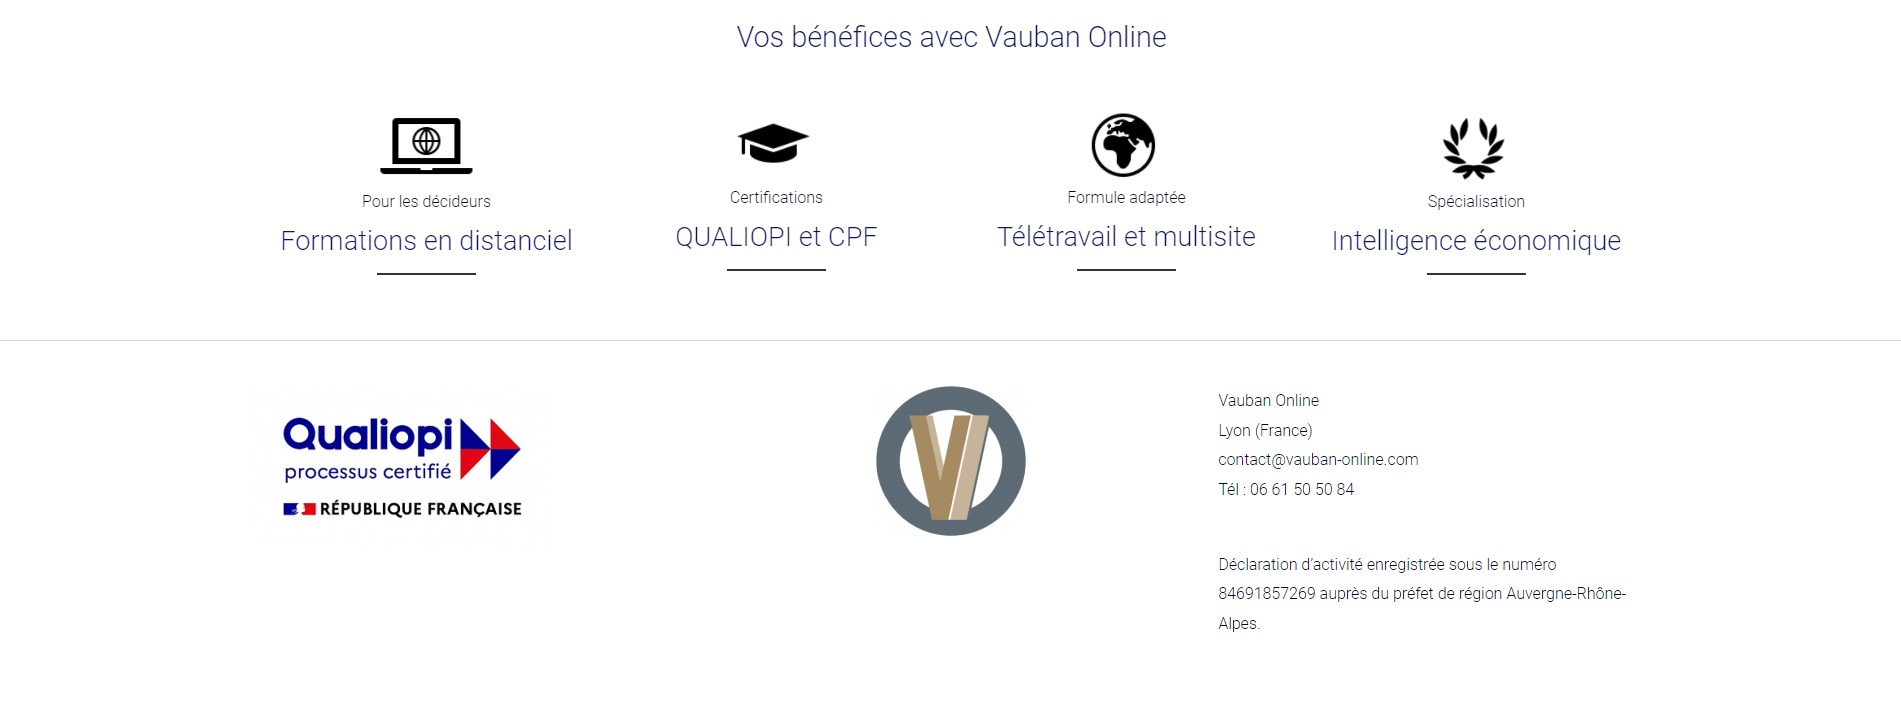 Vos bénéfices avec Vauban Online
Pour les décideurs
Formations en distanciel
Certifications
QUALIOPI et CPF
Formule adaptée
Télétravail et multisite
Spécialisation
Intelligence économique
Qualiopi
processus certifié
RÉPUBLIQUE FRANÇAISE
V
Vauban Online
Lyon (France)
contact@vauban-online.com
Tél : 06 61 50 50 84
Déclaration d’activité enregistrée sous le numéro
84691857269 auprès du préfet de région Auvergne-Rhône-
Alpes.